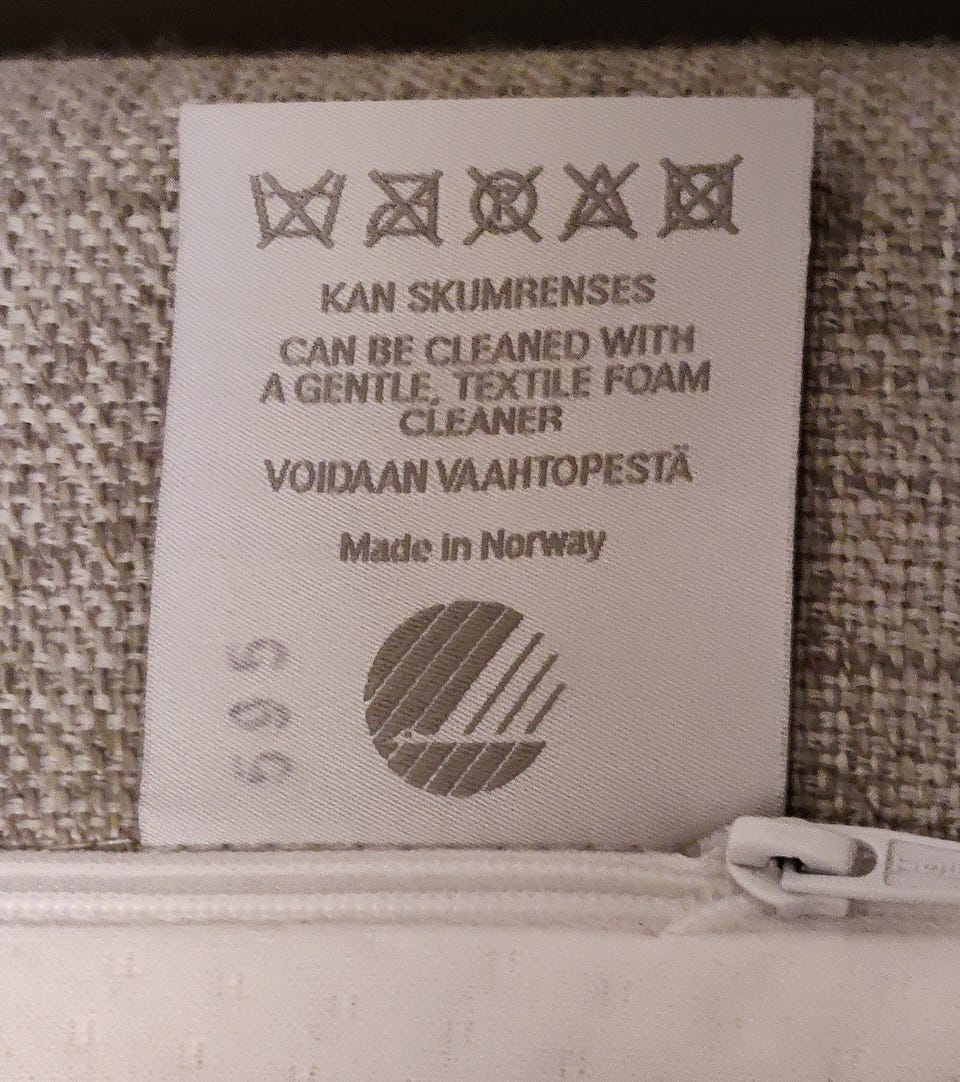 KAN SKUMRENSES
CAN BE CLEANED WITH
A GENTLE, TEXTILE FOAM
CLEANER
VOIDAAN VAAHTOPESTÄ
Made in Norway
595